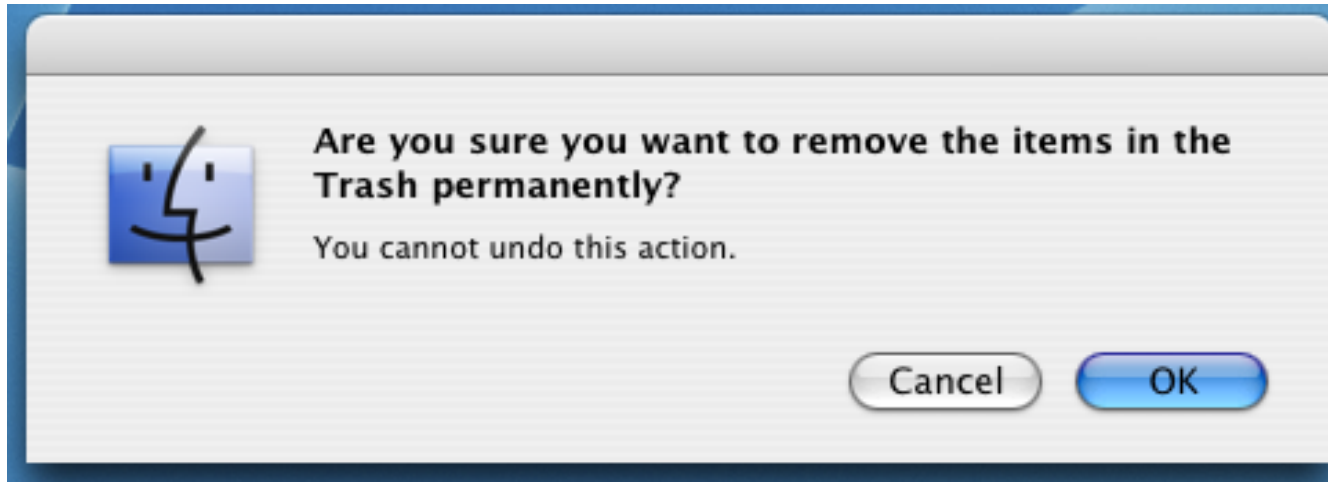 Are you sure you want to remove the items in the
Trash permanently?
You cannot undo this action.
Cancel OK